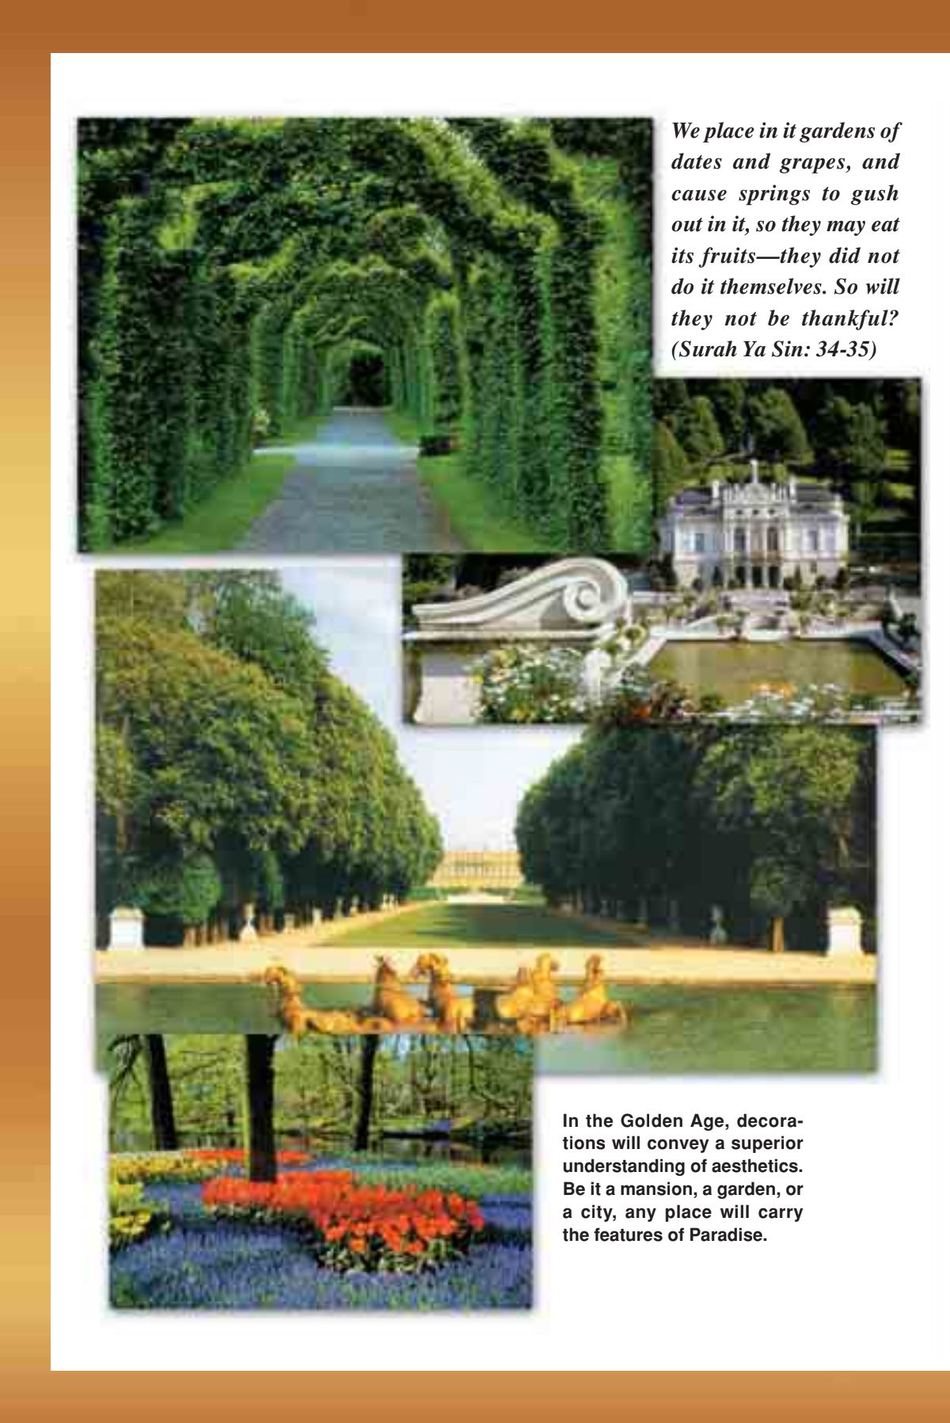 We place in it gardens of
dates and grapes, and
cause springs to gush
out in it, so they may eat
its fruits—they did not
do it themselves. So will
they not be thankful?
(Surah Ya Sin: 34-35)
In the Golden Age, decora-
tions will convey a superior
understanding of aesthetics.
Be it a mansion, a garden, or
a city, any place will carry
the features of Paradise.